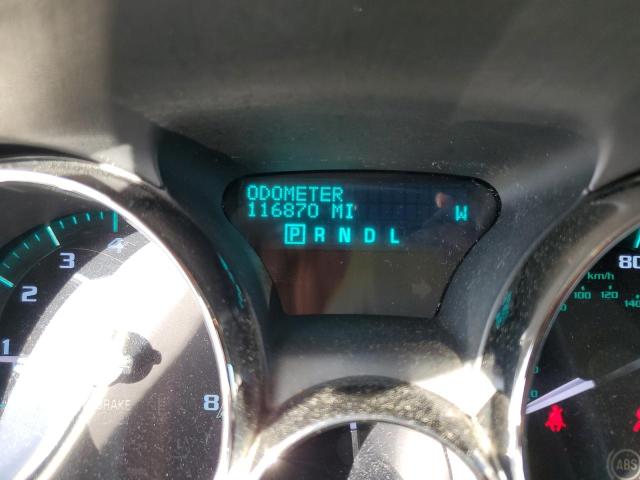 ODOMETER
116870 MI W
P R N D L
1 2 3 4 8
BRAKE
80
km/h
100 120 140
ABS